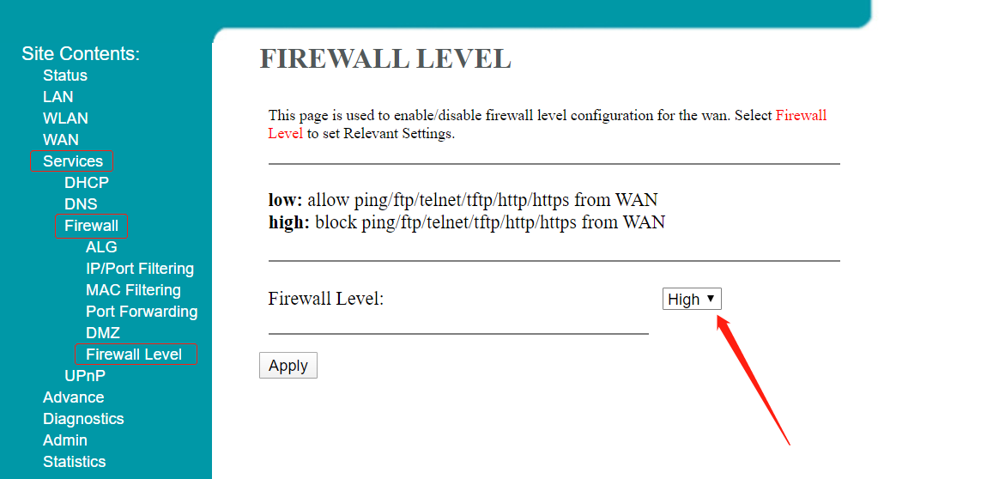 Site Contents:
Status
LAN
WLAN
WAN
Services
DHCP
DNS
Firewall
ALG
IP/Port Filtering
MAC Filtering
Port Forwarding
DMZ
Firewall Level
UPnP
Advance
Diagnostics
Admin
Statistics
FIREWALL LEVEL
This page is used to enable/disable firewall level configuration for the wan. Select Firewall
Level to set Relevant Settings.
low: allow ping/ftp/telnet/tftp/http/https from WAN
high: block ping/ftp/telnet/tftp/http/https from WAN
Firewall Level: High
Apply